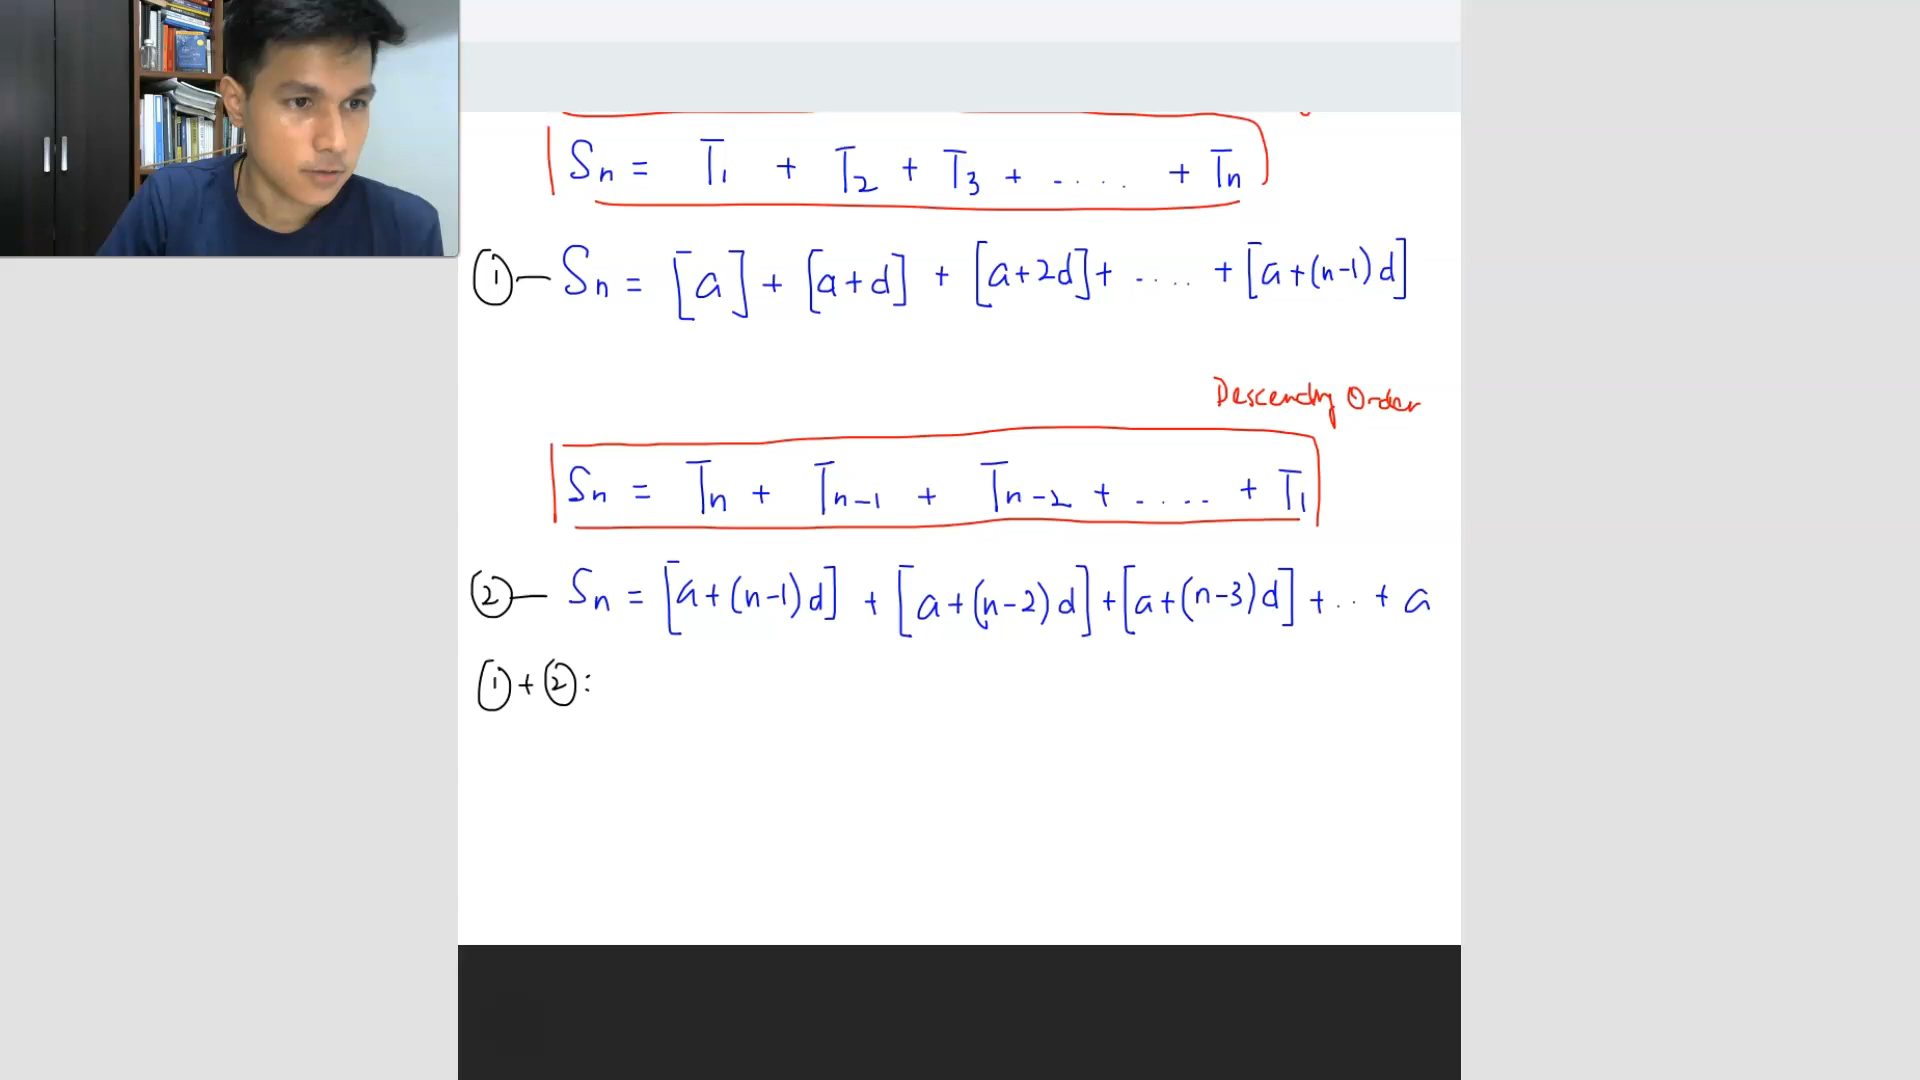 Sn = T1 + T2 + T3 + ..... + Tn
① — Sn = [a] + [a+d] + [a+2d] + ..... + [a+(n-1)d]
Descending Order
Sn = Tn + Tn-1 + Tn-2 + ..... + T1
② — Sn = [a+(n-1)d] + [a+(n-2)d] + [a+(n-3)d] + .. + a
① + ② :